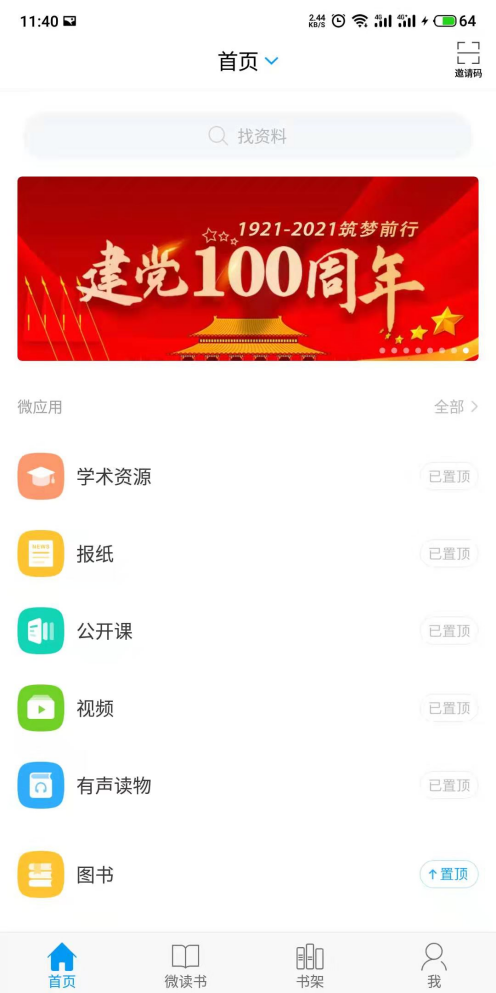 11:40
2.44 KB/S 4G 4G+ 64
首页
邀请码
找资料
1921-2021筑梦前行
建党100周年
微应用 全部
学术资源 已置顶
NEWS
报纸 已置顶
公开课 已置顶
视频 已置顶
有声读物 已置顶
图书 置顶
首页 微读书 书架 我